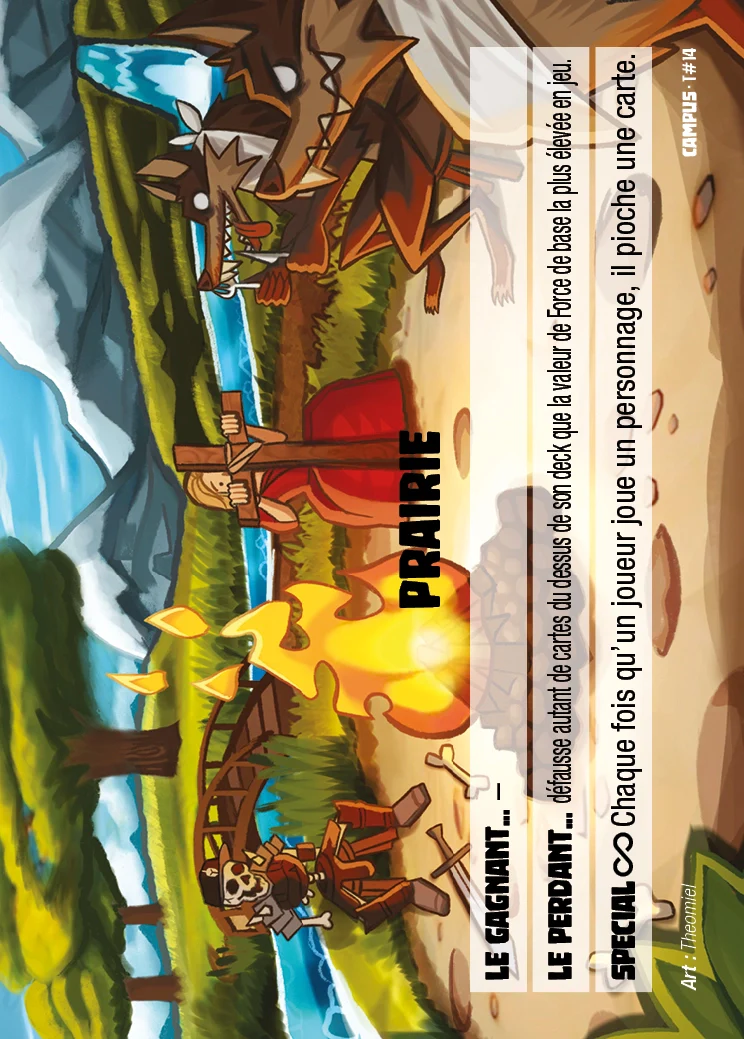 PRAIRIE
LE GAGNANT... –
LE PERDANT... défausse autant de cartes du dessus de son deck que la valeur de Force de base la plus élevée en jeu.
SPECIAL ∞ Chaque fois qu'un joueur joue un personnage, il pioche une carte.
Art : Theomiel
CAMPUS · T#14